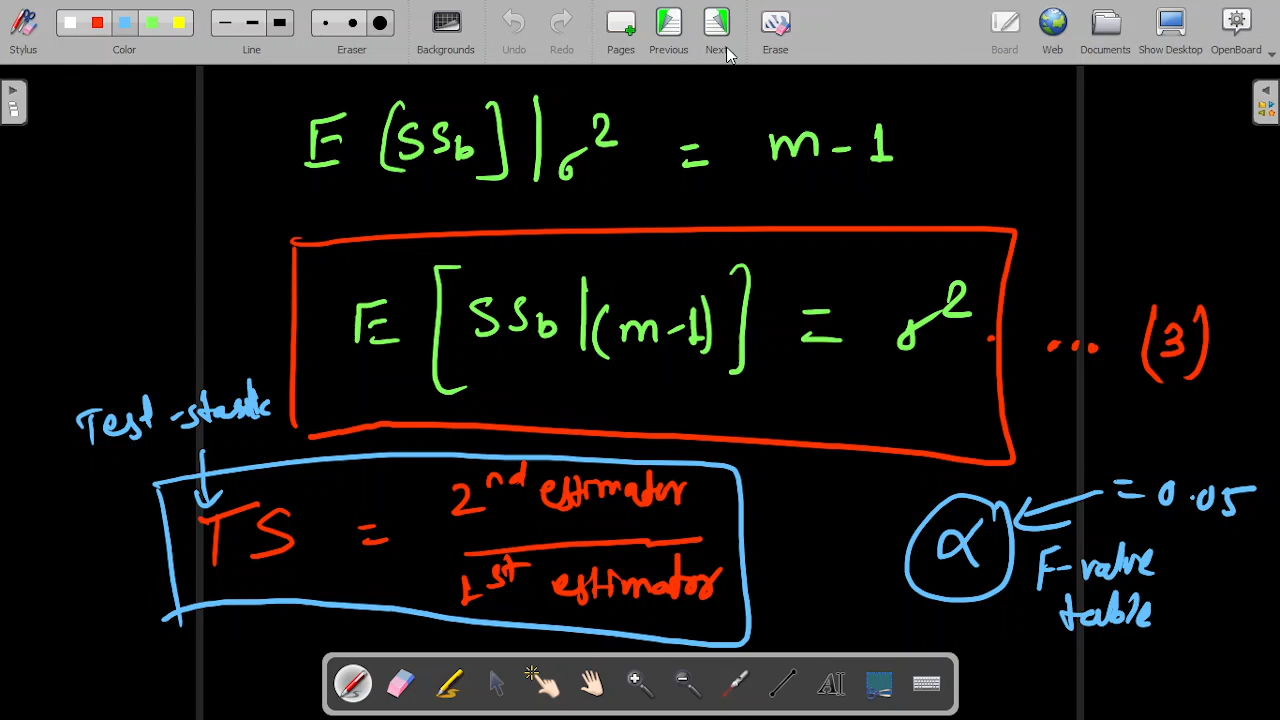 Stylus Color Line Eraser Backgrounds Undo Redo Pages Previous Next Erase Board Web Documents Show Desktop OpenBoard
E [SSb] | σ² = m - 1
E [SSb | (m-1)] = σ² . ... (3)
Test
TS = 2nd estimator
1st estimator
α = 0.05
F-value
table